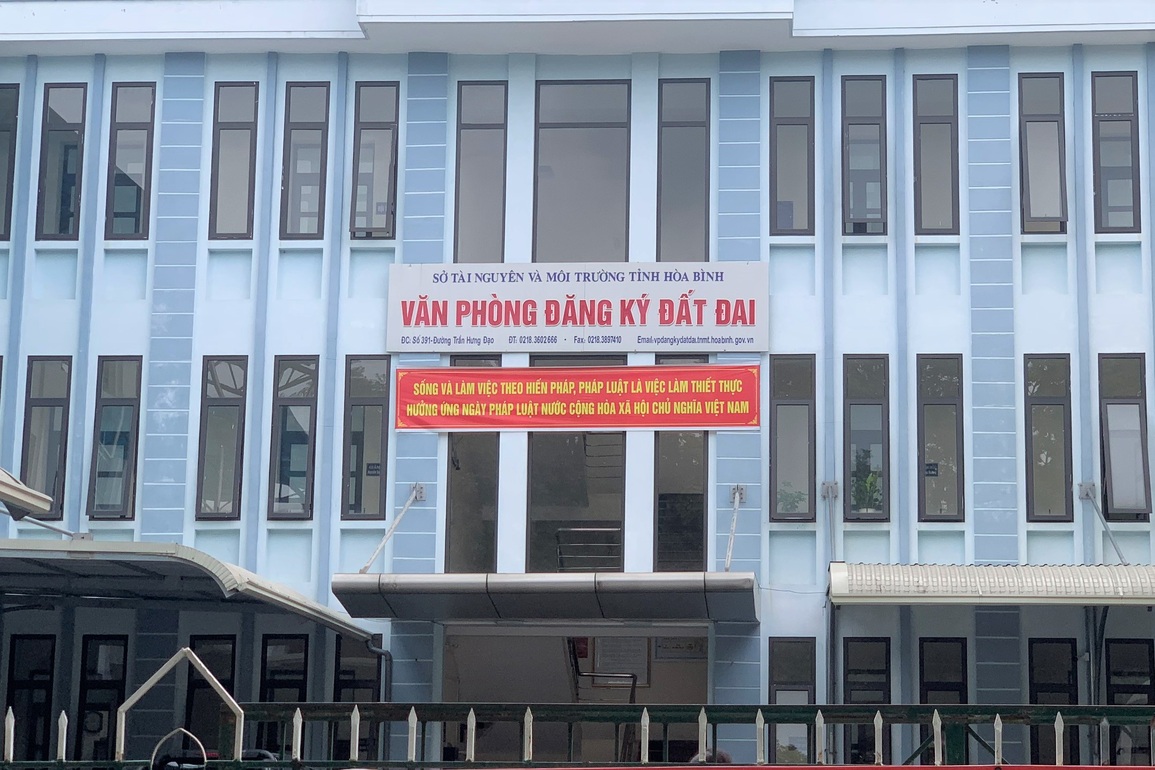 SỞ TÀI NGUYÊN VÀ MÔI TRƯỜNG TỈNH HÒA BÌNH
VĂN PHÒNG ĐĂNG KÝ ĐẤT ĐAI
ĐC: Số 391-Đường Trần Hưng Đạo ĐT: 0218.3602666 - Fax: 0218.3897410 Email:vpdangkydatdai.tnmt.hoabinh.gov.vn
SỐNG VÀ LÀM VIỆC THEO HIẾN PHÁP, PHÁP LUẬT LÀ VIỆC LÀM THIẾT THỰC
HƯỞNG ỨNG NGÀY PHÁP LUẬT NƯỚC CỘNG HÒA XÃ HỘI CHỦ NGHĨA VIỆT NAM